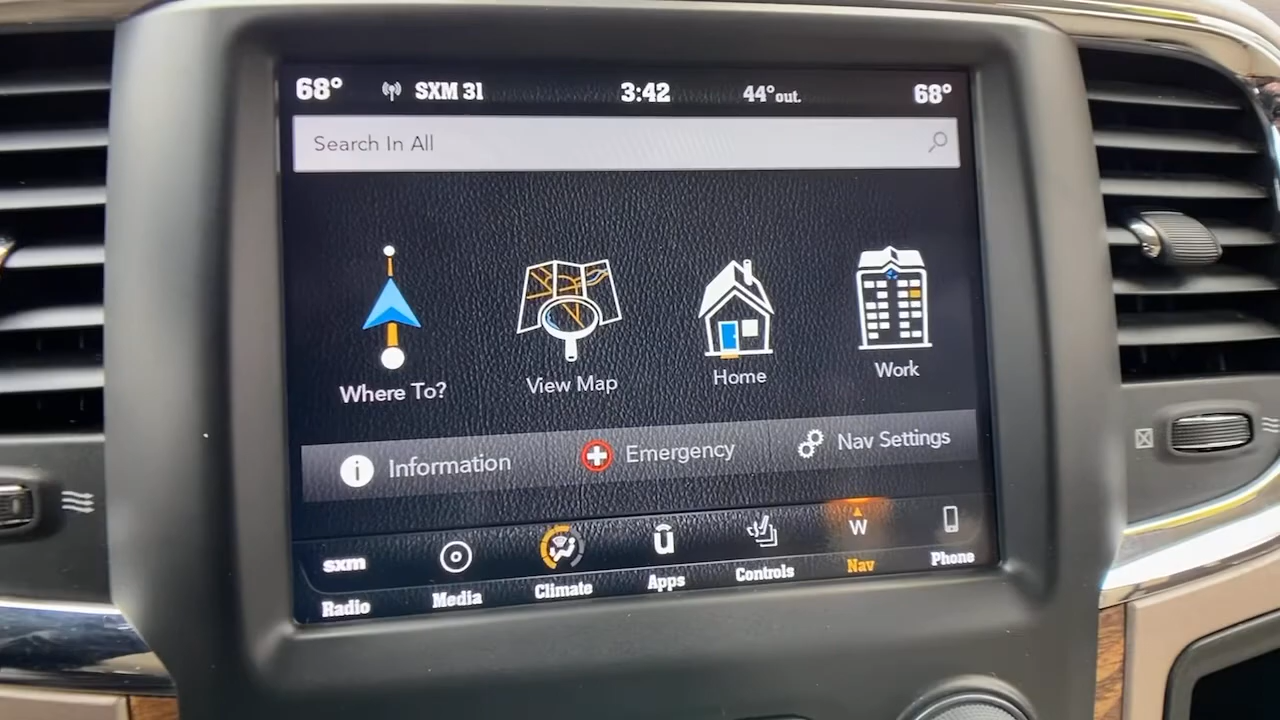 68° SXM 31 3:42 44°out. 68°
Search In All
Where To? View Map Home Work
i Information Emergency Nav Settings
sxm ū W
Radio Media Climate Apps Controls Nav Phone